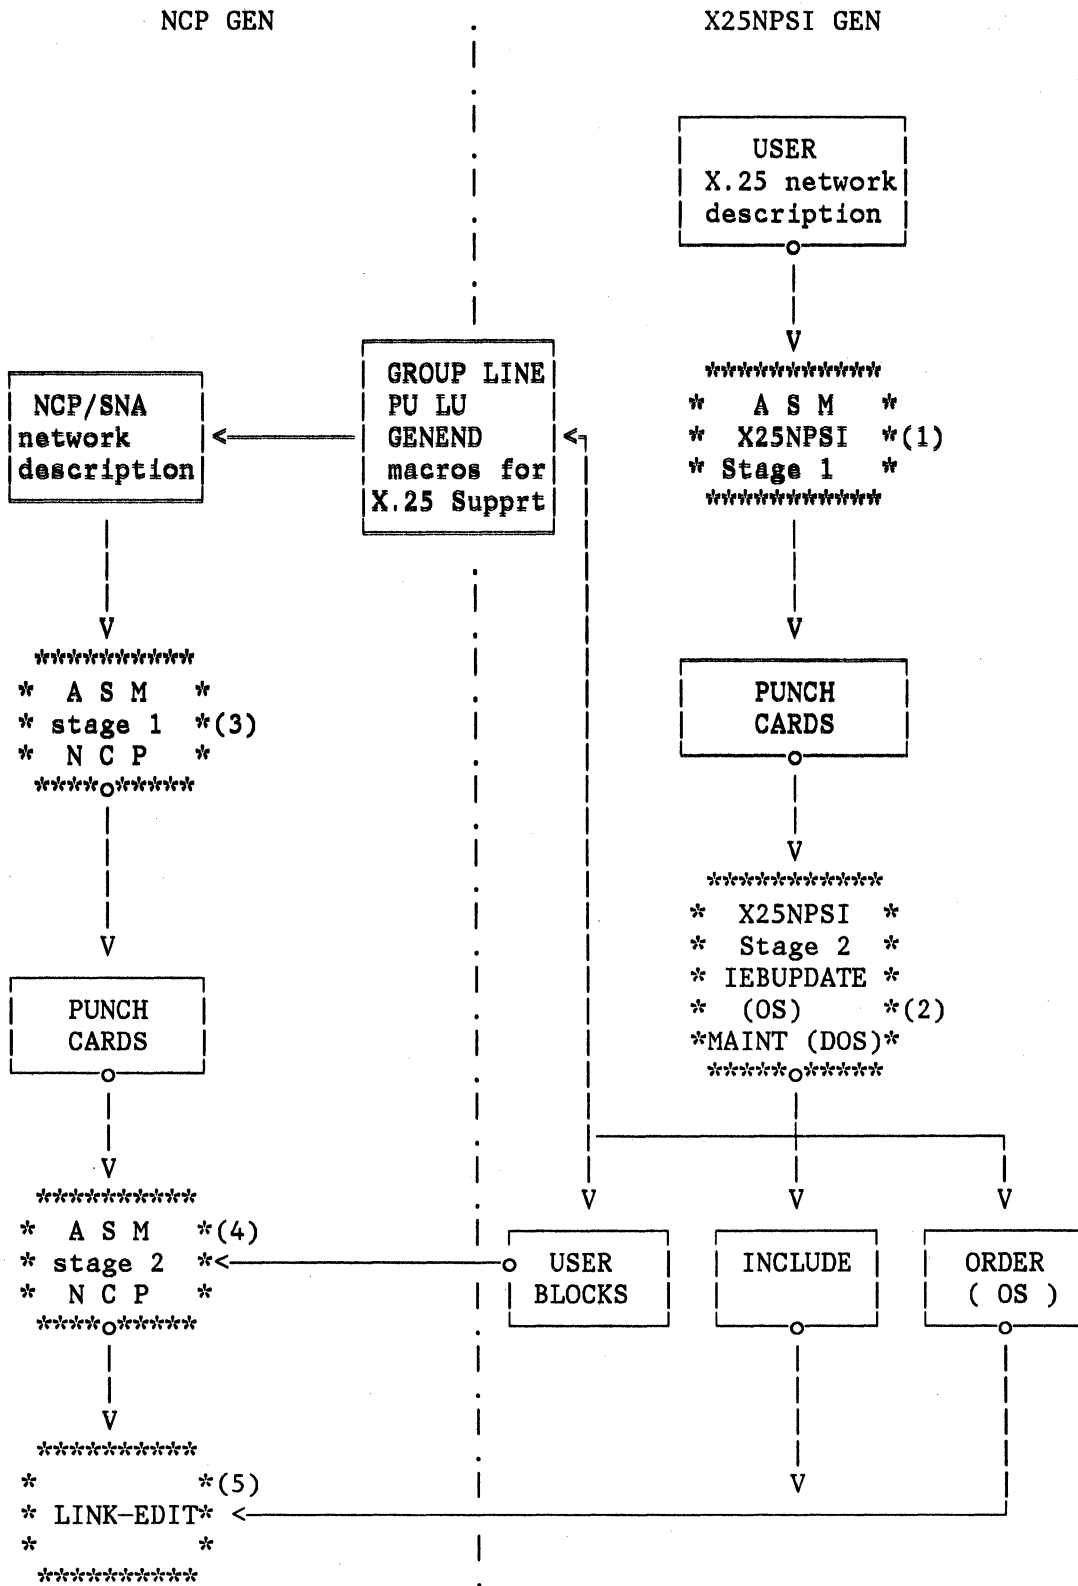 NCP GEN
X25NPSI GEN
USER
X.25 network
description
V
GROUP LINE
PU LU
GENEND
macros for
X.25 Supprt
NCP/SNA
network
description
***********
* A S M *
* X25NPSI *(1)
* Stage 1 *
***********
V
V
**********
* A S M *
* stage 1 *(3)
* N C P *
****o*****
PUNCH
CARDS
V
V
***********
* X25NPSI *
* Stage 2 *
* IEBUPDATE *
* (OS) *(2)
*MAINT (DOS)*
*****o*****
PUNCH
CARDS
V
V V V
**********
* A S M *(4)
* stage 2 *<
* N C P *
****o*****
USER
BLOCKS
INCLUDE
ORDER
( OS )
V
V
**********
* *(5)
* LINK-EDIT* <
* *
**********